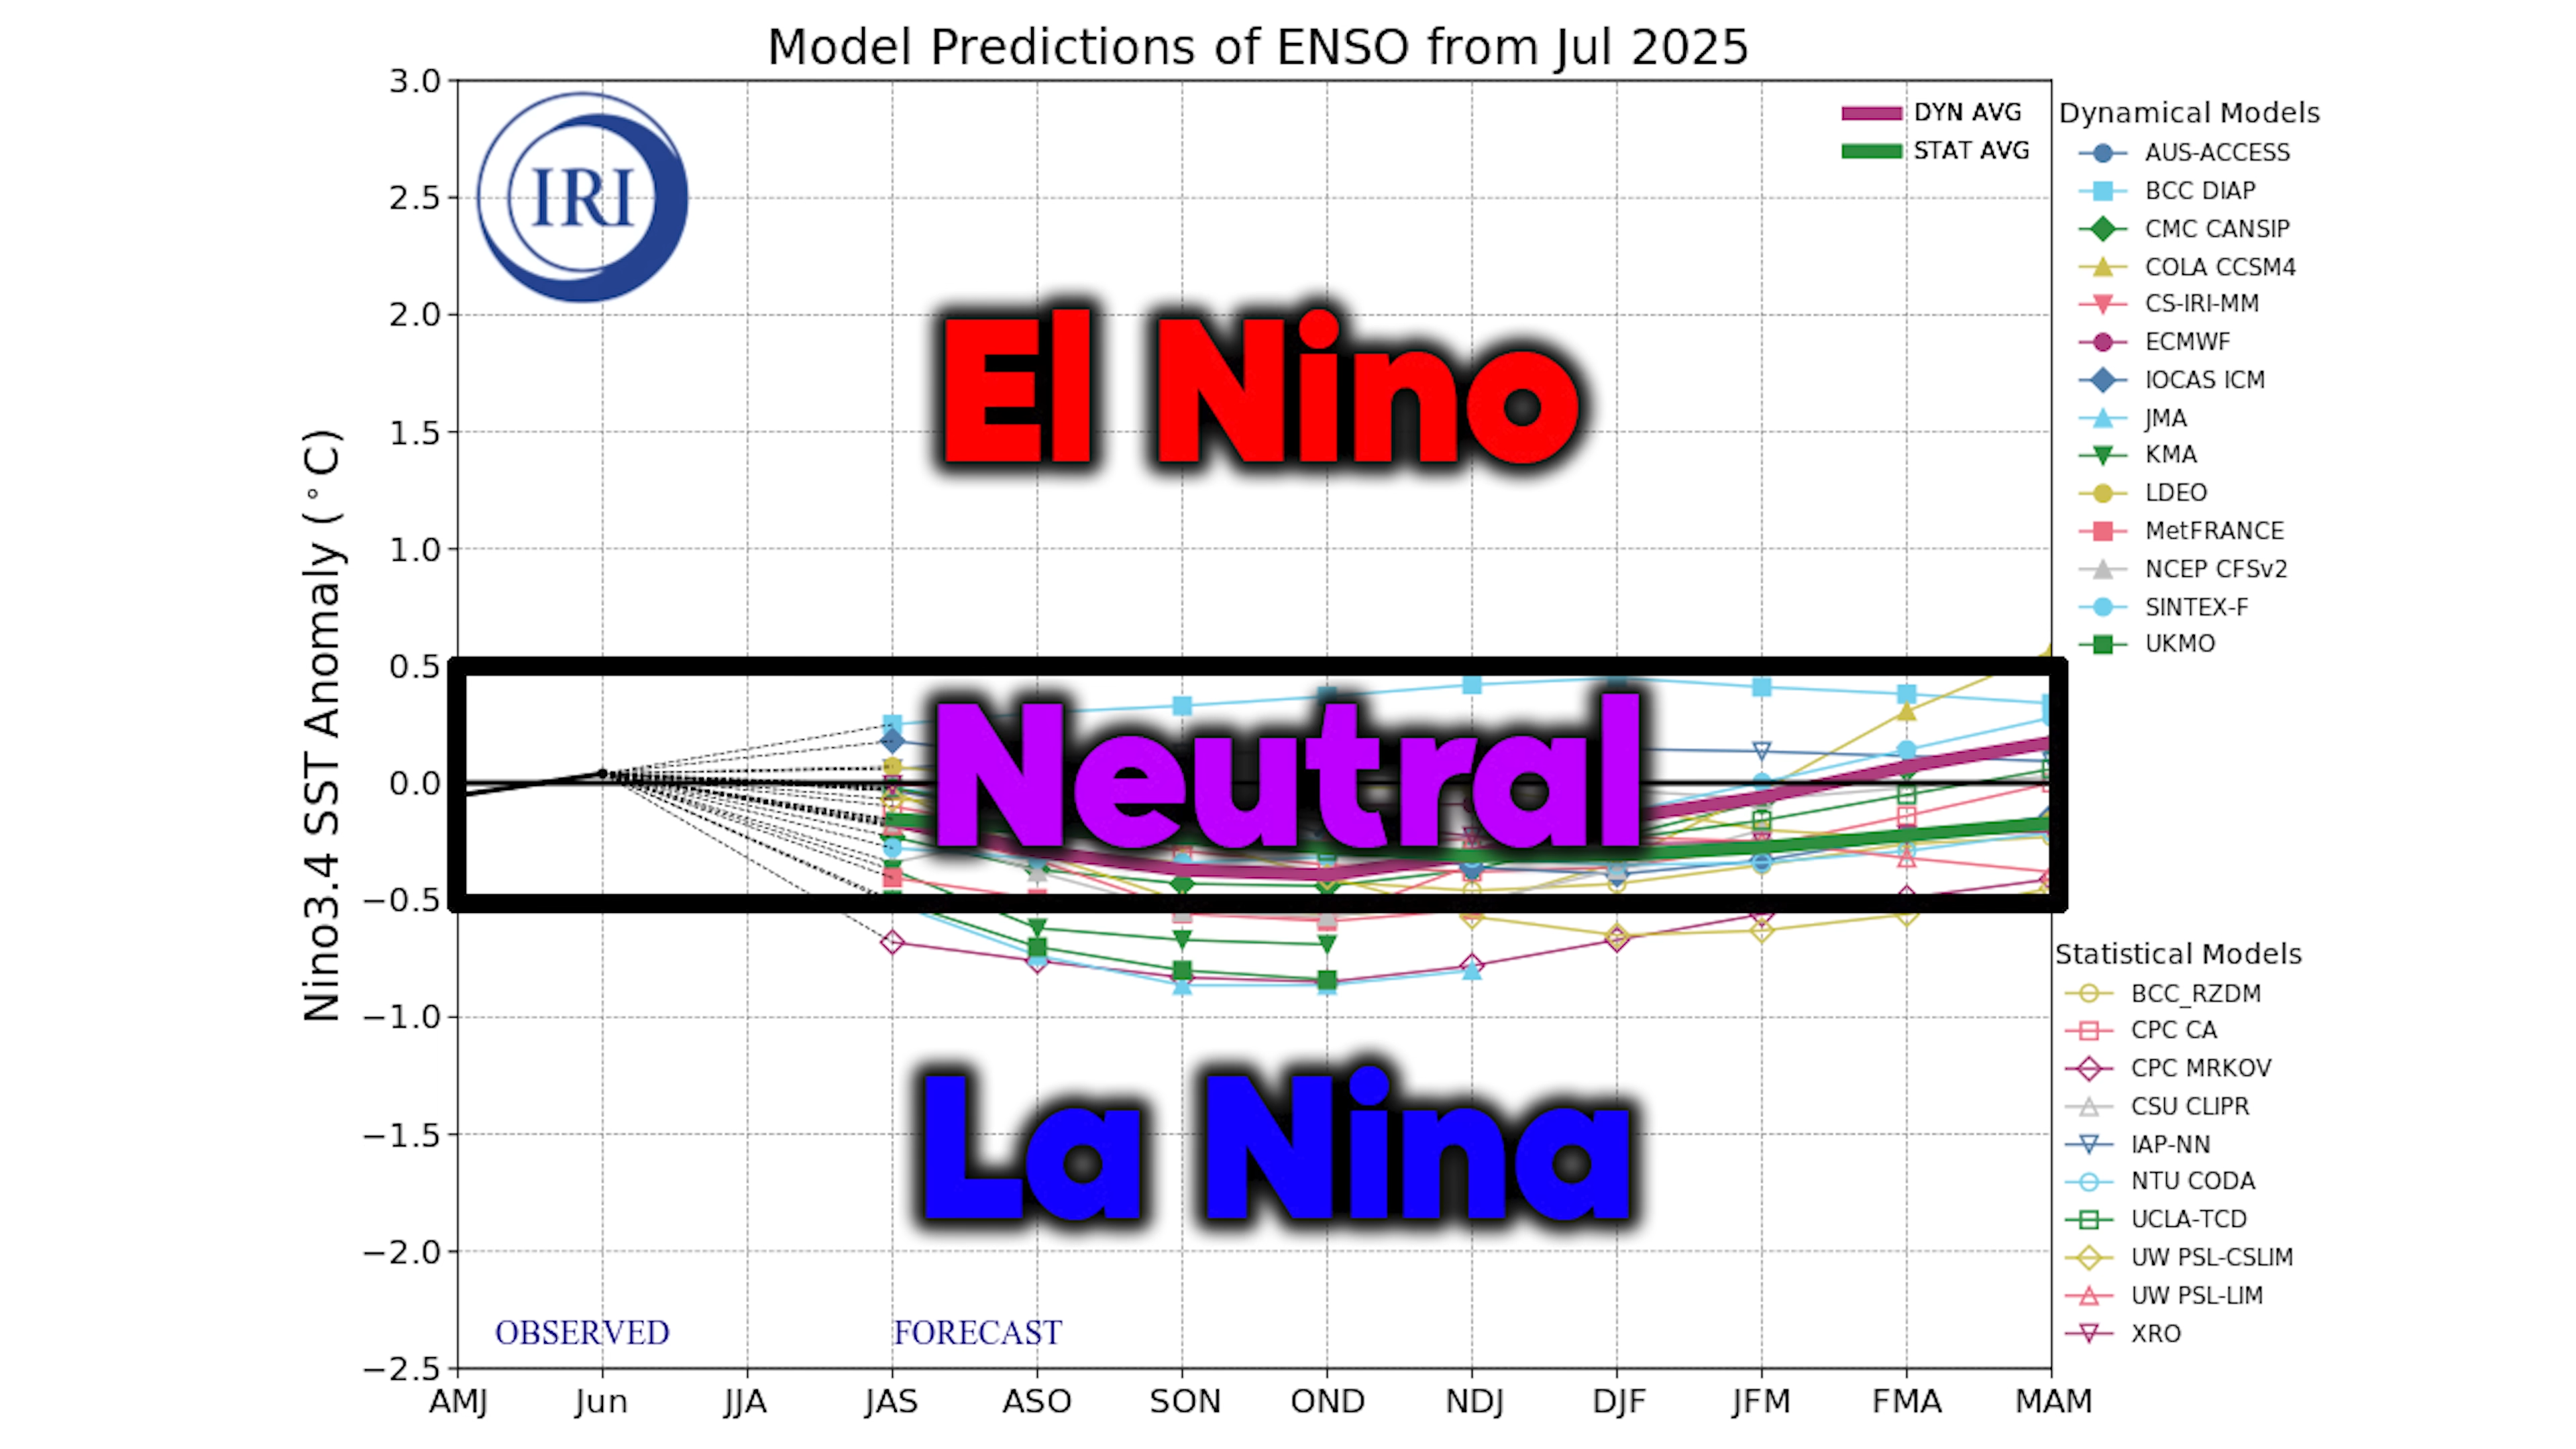 Model Predictions of ENSO from Jul 2025
3.0
2.5
2.0
1.5
1.0
0.5
0.0
−0.5
−1.0
−1.5
−2.0
−2.5
Nino3.4 SST Anomaly (°C)
IRI
DYN AVG
STAT AVG
El Nino
Neutral
La Nina
OBSERVED
FORECAST
AMJ
Jun
JJA
JAS
ASO
SON
OND
NDJ
DJF
JFM
FMA
MAM
Dynamical Models
AUS-ACCESS
BCC DIAP
CMC CANSIP
COLA CCSM4
CS-IRI-MM
ECMWF
IOCAS ICM
JMA
KMA
LDEO
MetFRANCE
NCEP CFSv2
SINTEX-F
UKMO
Statistical Models
BCC_RZDM
CPC CA
CPC MRKOV
CSU CLIPR
IAP-NN
NTU CODA
UCLA-TCD
UW PSL-CSLIM
UW PSL-LIM
XRO